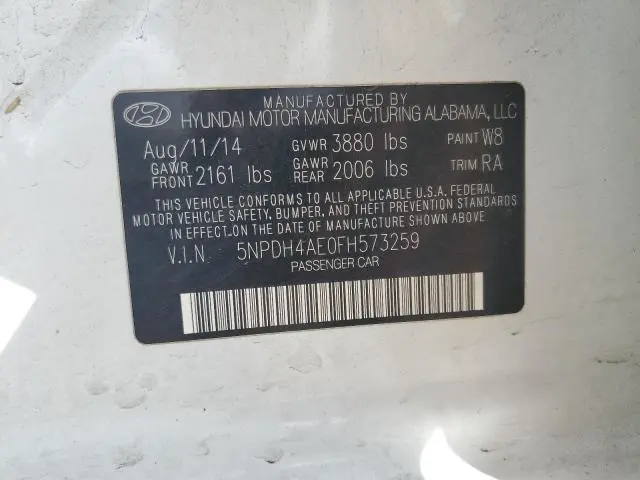 MANUFACTURED BY
HYUNDAI MOTOR MANUFACTURING ALABAMA, LLC
Aug/11/14 GVWR 3880 lbs PAINT W8
GAWR FRONT 2161 lbs GAWR REAR 2006 lbs TRIM RA
THIS VEHICLE CONFORMS TO ALL APPLICABLE U.S.A. FEDERAL
MOTOR VEHICLE SAFETY, BUMPER, AND THEFT PREVENTION STANDARDS
IN EFFECT ON THE DATE OF MANUFACTURE SHOWN ABOVE.
V.I.N. 5NPDH4AE0FH573259
PASSENGER CAR